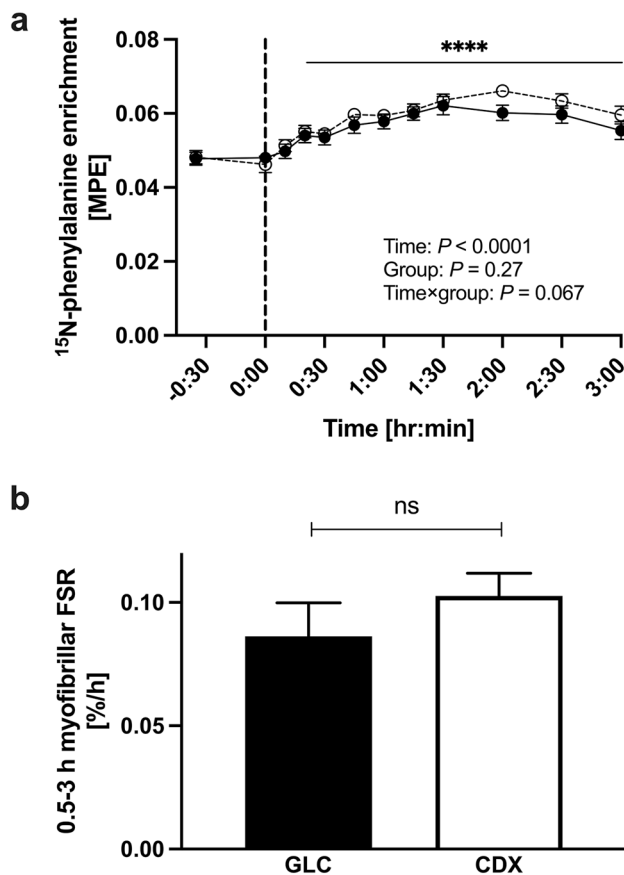 a
¹⁵N-phenylalanine enrichment
[MPE]
0.08
0.06
0.04
0.02
0.00
****
Time: P < 0.0001
Group: P = 0.27
Time×group: P = 0.067
-0:30
0:00
0:30
1:00
1:30
2:00
2:30
3:00
Time [hr:min]
b
0.5-3 h myofibrillar FSR
[%/h]
0.10
0.05
0.00
ns
GLC
CDX